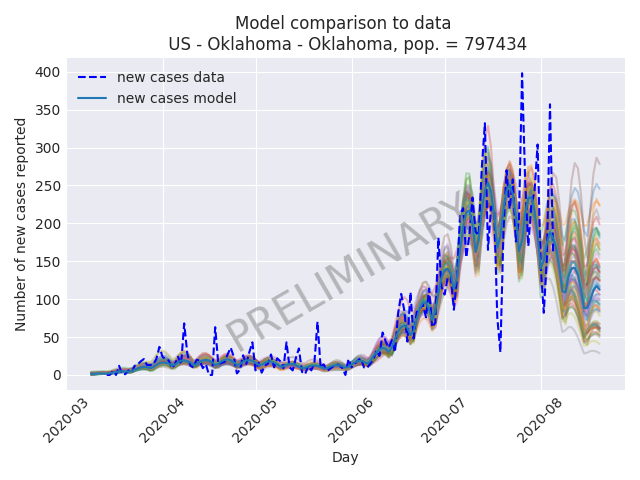 Model comparison to data
US - Oklahoma - Oklahoma, pop. = 797434
new cases data
new cases model
400
350
300
250
200
150
100
50
0
Number of new cases reported
PRELIMINARY
2020-03
2020-04
2020-05
2020-06
2020-07
2020-08
Day